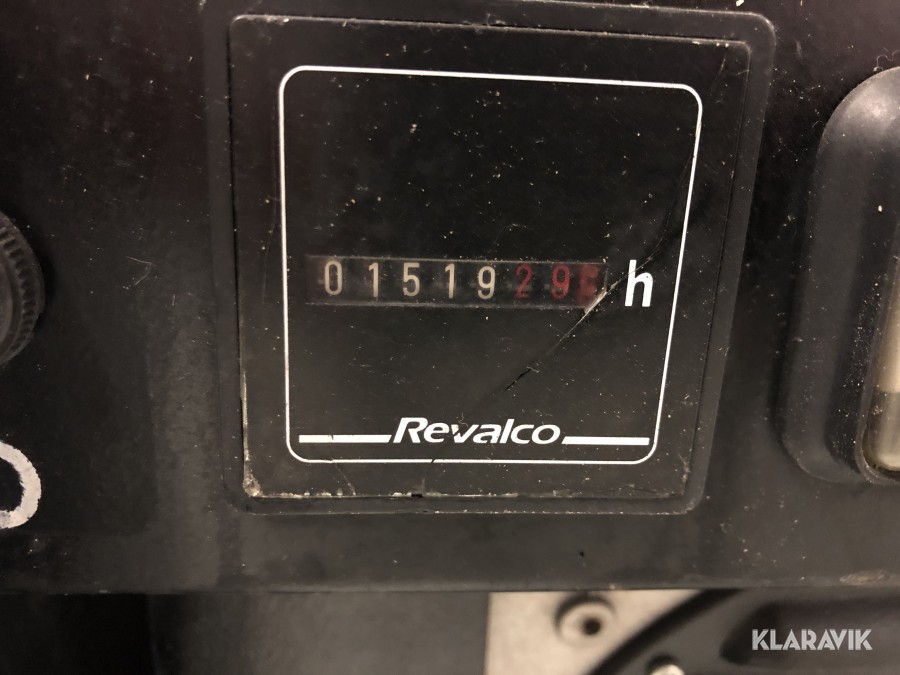 0151929 h
Revalco
KLARAVIK